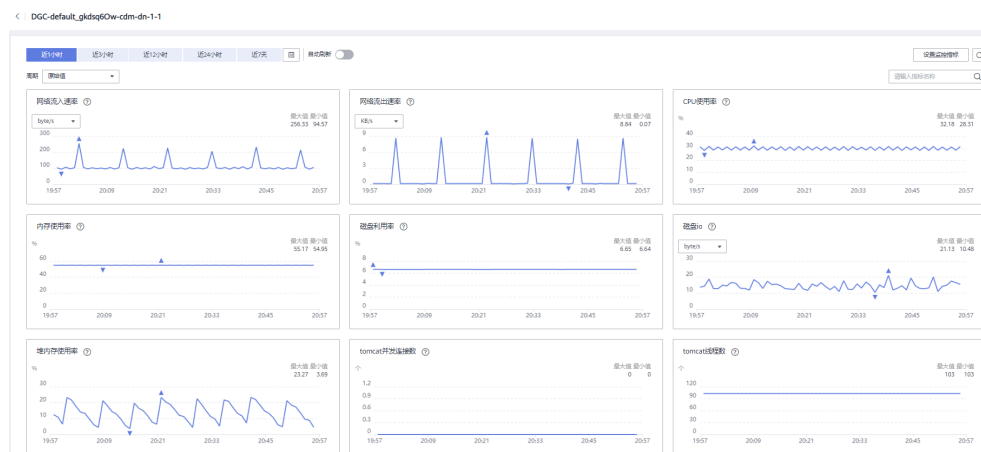 DGC-default_gkdsq6Ow-cdm-dn-1-1
近1小时 近3小时 近12小时 近24小时 近7天 自动刷新 设置监控指标
周期 原始值 请输入指标名称
网络流入速率
byte/s
最大值 最小值
256.33 94.57
300
200
100
0
19:57 20:09 20:21 20:33 20:45 20:57
网络流出速率
KB/s
最大值 最小值
8.84 0.07
9
6
3
0
19:57 20:09 20:21 20:33 20:45 20:57
CPU使用率
%
最大值 最小值
32.18 28.31
40
30
20
10
0
19:57 20:09 20:21 20:33 20:45 20:57
内存使用率
%
最大值 最小值
55.17 54.95
60
40
20
0
19:57 20:09 20:21 20:33 20:45 20:57
磁盘利用率
%
最大值 最小值
6.65 6.64
8
6
4
2
0
19:57 20:09 20:21 20:33 20:45 20:57
磁盘io
byte/s
最大值 最小值
21.13 10.48
30
20
10
0
19:57 20:09 20:21 20:33 20:45 20:57
堆内存使用率
%
最大值 最小值
23.27 3.69
30
20
10
0
19:57 20:09 20:21 20:33 20:45 20:57
tomcat并发连接数
个
最大值 最小值
0 0
1.2
0.9
0.6
0.3
0
19:57 20:09 20:21 20:33 20:45 20:57
tomcat线程数
个
最大值 最小值
103 103
120
90
60
30
0
19:57 20:09 20:21 20:33 20:45 20:57